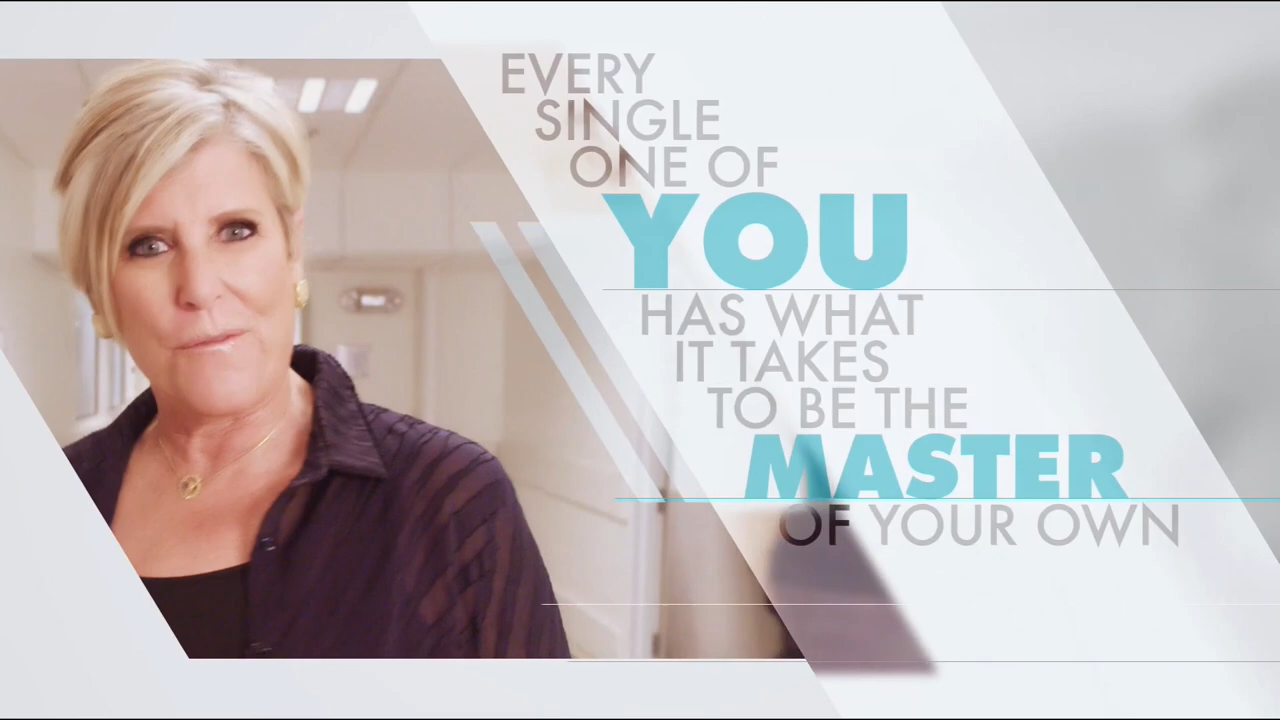 EVERY
SINGLE
ONE OF
YOU
HAS WHAT
IT TAKES
TO BE THE
MASTER
OF YOUR OWN